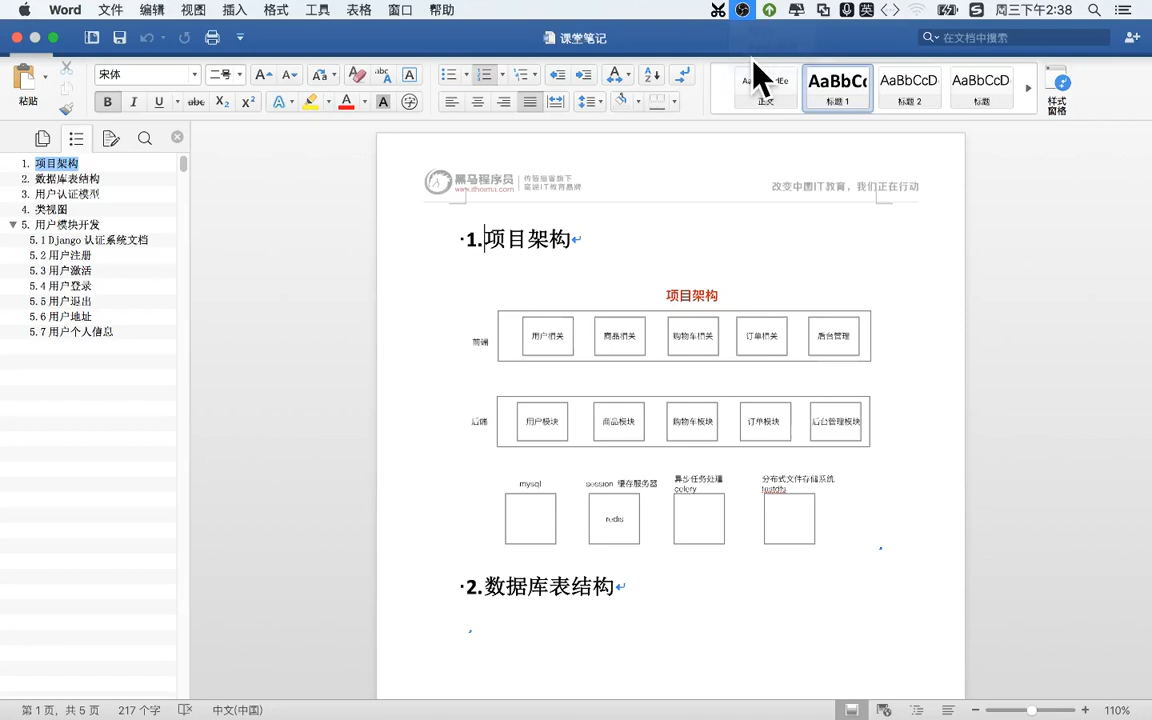 Word 文件 编辑 视图 插入 格式 工具 表格 窗口 帮助 英 周三下午2:38
课堂笔记 在文档中搜索
粘贴 宋体 二号 AaBbCcDdEe AaBbCc AaBbCcD AaBbCcD
正文 标题 1 标题 2 标题 样式窗格
1. 项目架构
2. 数据库表结构
3. 用户认证模型
4. 类视图
5. 用户模块开发
5.1 Django 认证系统文档
5.2 用户注册
5.3 用户激活
5.4 用户登录
5.5 用户退出
5.6 用户地址
5.7 用户个人信息
黑马程序员 传智播客旗下
www.itheima.com 高端IT教育品牌
改变中国IT教育，我们正在行动
1.项目架构
项目架构
前端 用户相关 商品相关 购物车相关 订单相关 后台管理
后端 用户模块 商品模块 购物车模块 订单模块 后台管理模块
mysql session 缓存服务器 异步任务处理 分布式文件存储系统
celery fastdfs
redis
2.数据库表结构
第 1 页，共 5 页 217 个字 中文(中国) 110%